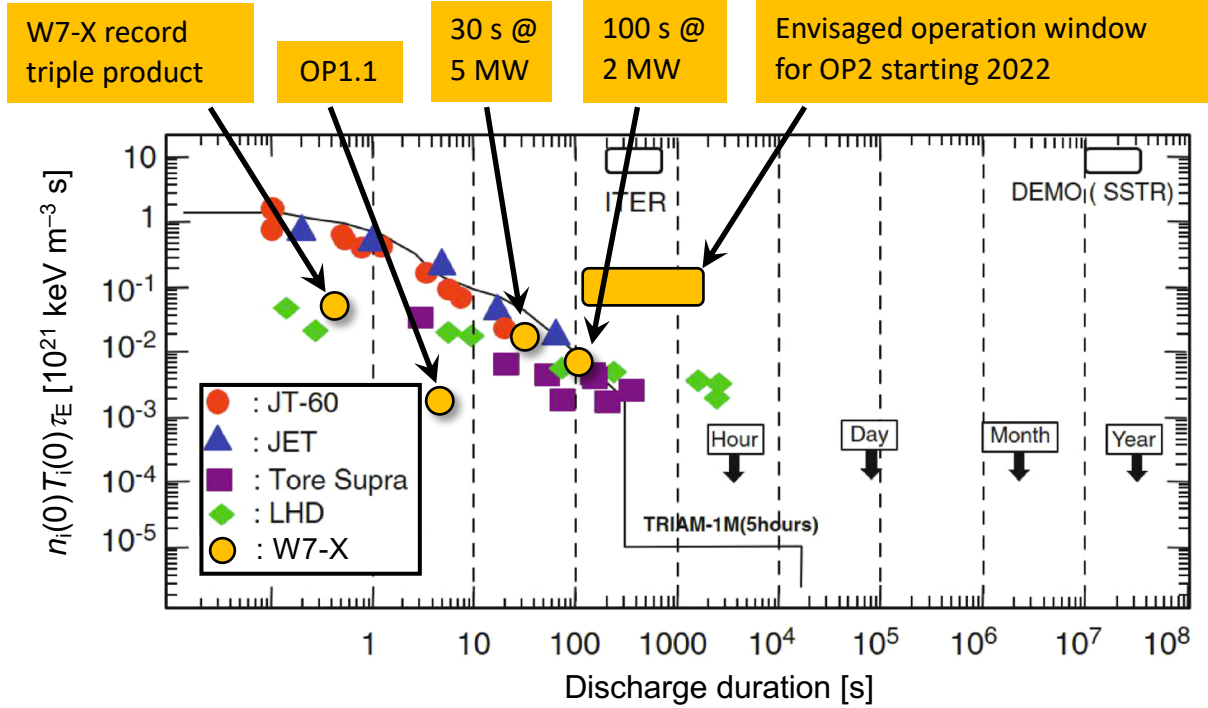 W7-X record
triple product
OP1.1
30 s @
5 MW
100 s @
2 MW
Envisaged operation window
for OP2 starting 2022
n_i(0)T_i(0)τ_E [10²¹ keV m⁻³ s]
10
1
10⁻¹
10⁻²
10⁻³
10⁻⁴
10⁻⁵
ITER
DEMO ( SSTR)
: JT-60
: JET
: Tore Supra
: LHD
: W7-X
Hour
Day
Month
Year
TRIAM-1M(5hours)
1
10
100
1000
10⁴
10⁵
10⁶
10⁷
10⁸
Discharge duration [s]